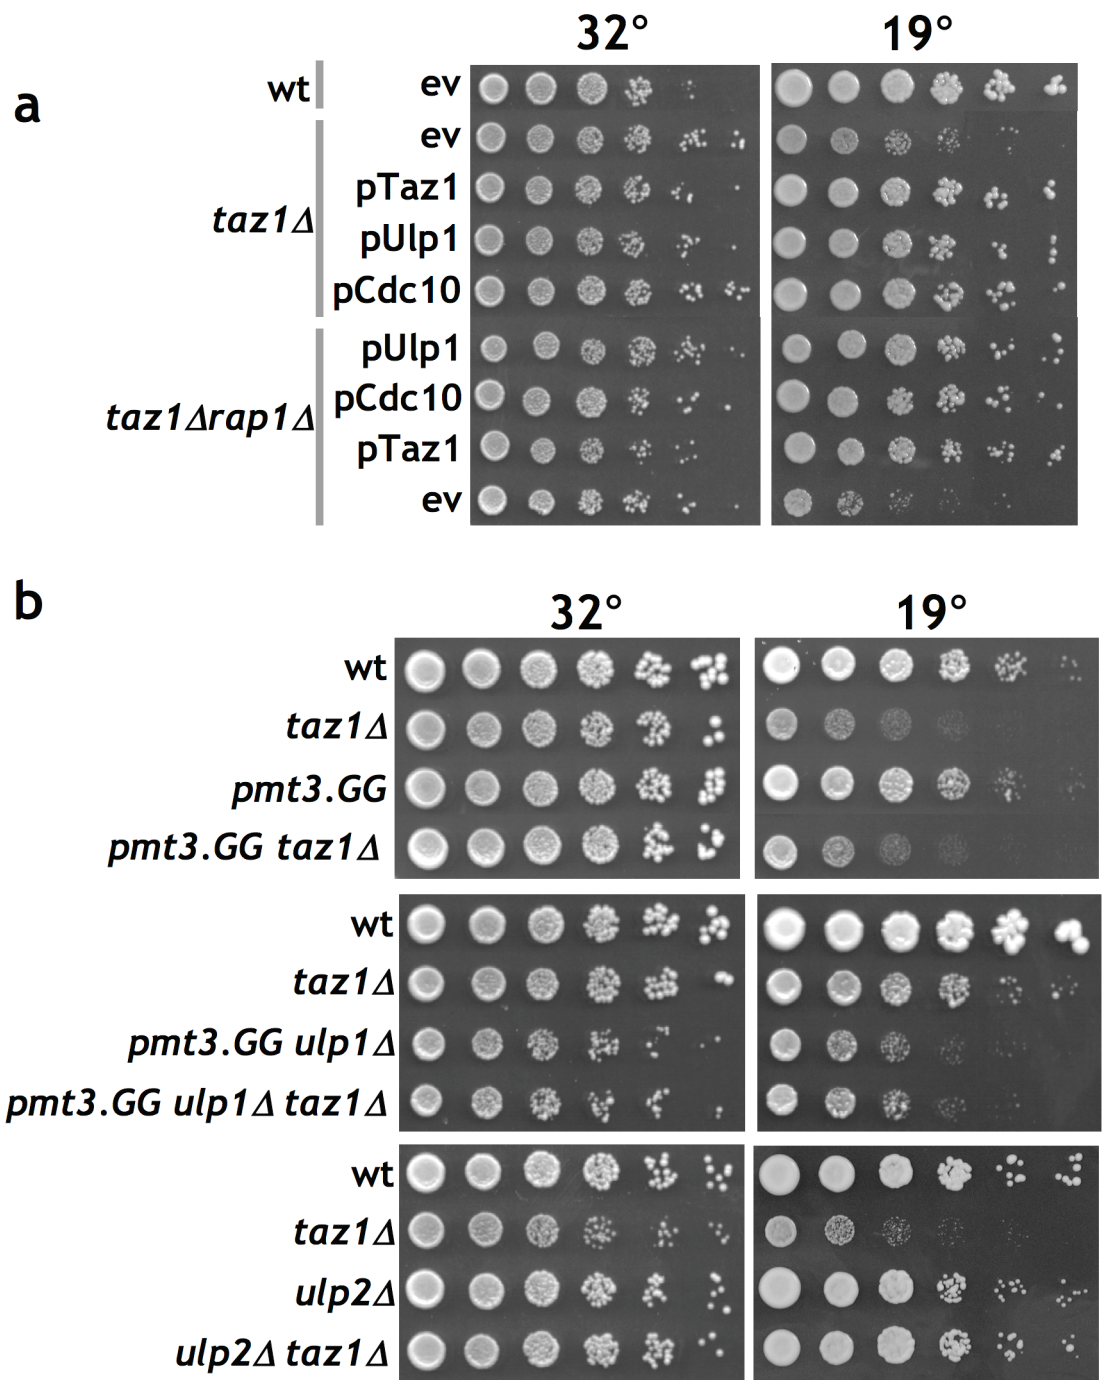 32° 19°
a
wt ev
ev
pTaz1
taz1Δ
pUlp1
pCdc10
pUlp1
pCdc10
taz1Δrap1Δ
pTaz1
ev
b
32° 19°
wt
taz1Δ
pmt3.GG
pmt3.GG taz1Δ
wt
taz1Δ
pmt3.GG ulp1Δ
pmt3.GG ulp1Δ taz1Δ
wt
taz1Δ
ulp2Δ
ulp2Δ taz1Δ